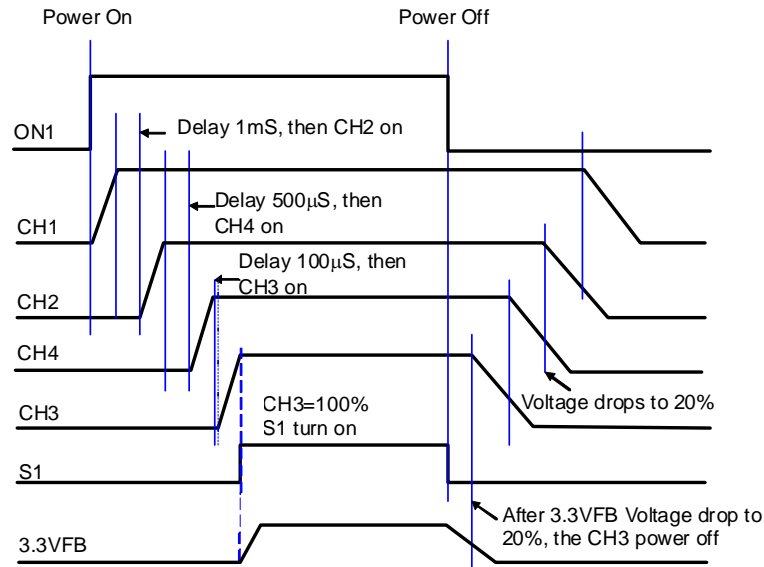 Power On
Power Off
ON1
Delay 1mS, then CH2 on
CH1
Delay 500μS, then
CH4 on
CH2
Delay 100μS, then
CH3 on
CH4
Voltage drops to 20%
CH3
CH3=100%
S1 turn on
S1
After 3.3VFB Voltage drop to
20%, the CH3 power off
3.3VFB